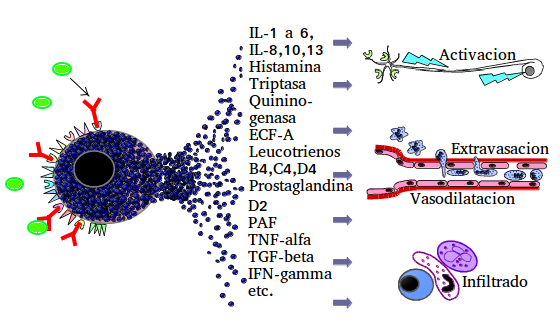 IL-1 a 6,
IL-8,10,13
Histamina
Triptasa
Quinino-
genasa
ECF-A
Leucotrienos
B4,C4,D4
Prostaglandina
D2
PAF
TNF-alfa
TGF-beta
IFN-gamma
etc.
Activacion
Extravasacion
Vasodilatacion
Infiltrado